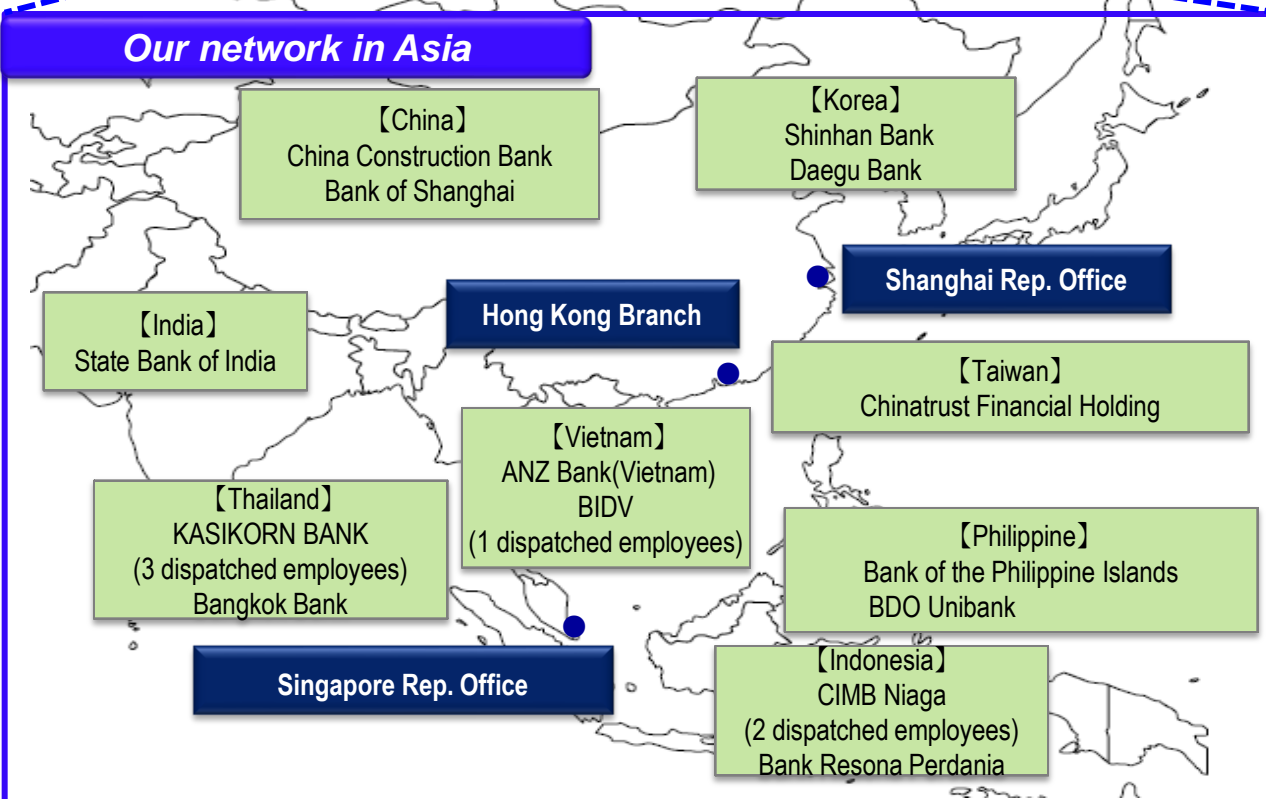 Our network in Asia
【China】
China Construction Bank
Bank of Shanghai
【Korea】
Shinhan Bank
Daegu Bank
Shanghai Rep. Office
Hong Kong Branch
【India】
State Bank of India
【Taiwan】
Chinatrust Financial Holding
【Vietnam】
ANZ Bank(Vietnam)
BIDV
(1 dispatched employees)
【Thailand】
KASIKORN BANK
(3 dispatched employees)
Bangkok Bank
【Philippine】
Bank of the Philippine Islands
BDO Unibank
Singapore Rep. Office
【Indonesia】
CIMB Niaga
(2 dispatched employees)
Bank Resona Perdania